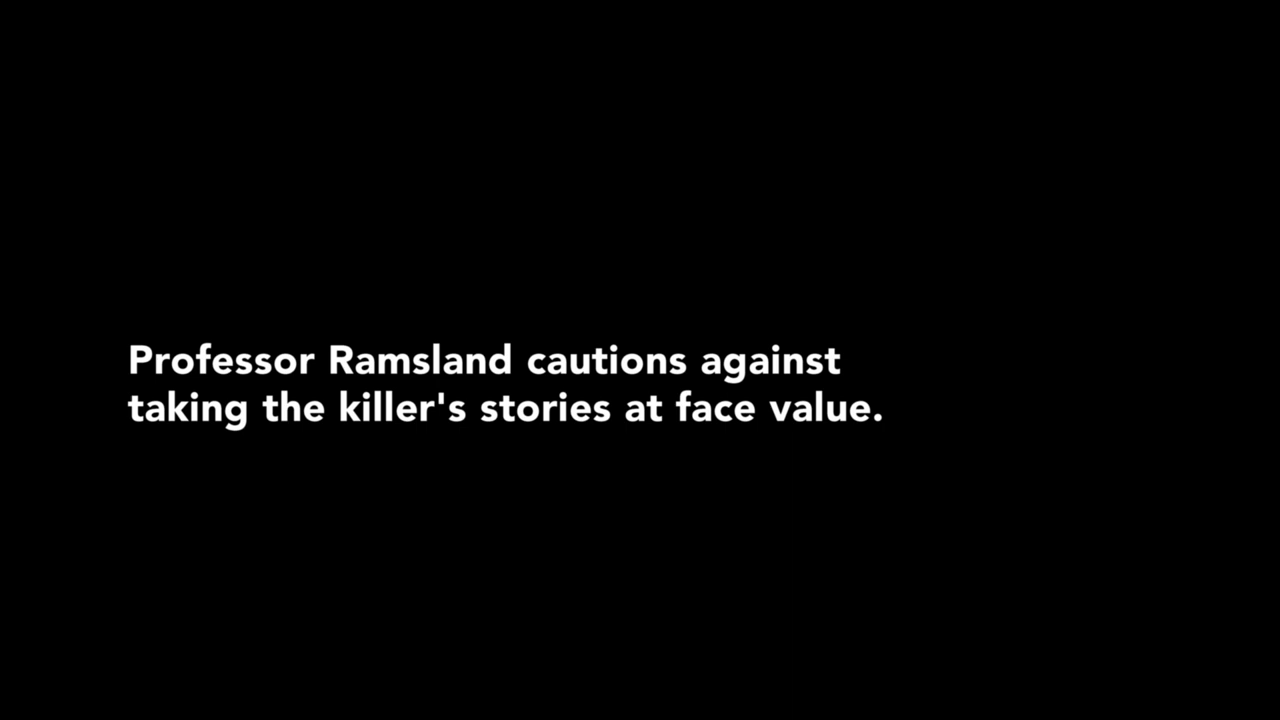 Professor Ramsland cautions against
taking the killer's stories at face value.